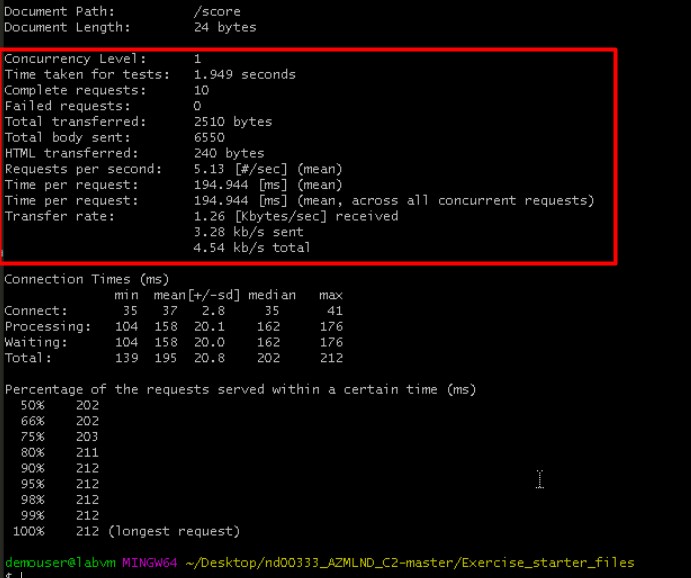 Document Path:          /score
Document Length:        24 bytes
Concurrency Level:      1
Time taken for tests:   1.949 seconds
Complete requests:      10
Failed requests:        0
Total transferred:      2510 bytes
Total body sent:        6550
HTML transferred:       240 bytes
Requests per second:    5.13 [#/sec] (mean)
Time per request:       194.944 [ms] (mean)
Time per request:       194.944 [ms] (mean, across all concurrent requests)
Transfer rate:          1.26 [Kbytes/sec] received
                        3.28 kb/s sent
                        4.54 kb/s total
Connection Times (ms)
              min  mean[+/-sd] median   max
Connect:       35   37   2.8     35      41
Processing:   104  158  20.1    162     176
Waiting:      104  158  20.0    162     176
Total:        139  195  20.8    202     212
Percentage of the requests served within a certain time (ms)
  50%    202
  66%    202
  75%    203
  80%    211
  90%    212
  95%    212
  98%    212
  99%    212
 100%    212 (longest request)
demouser@labvm MINGW64 ~/Desktop/nd00333_AZMLND_C2-master/Exercise_starter_files
$